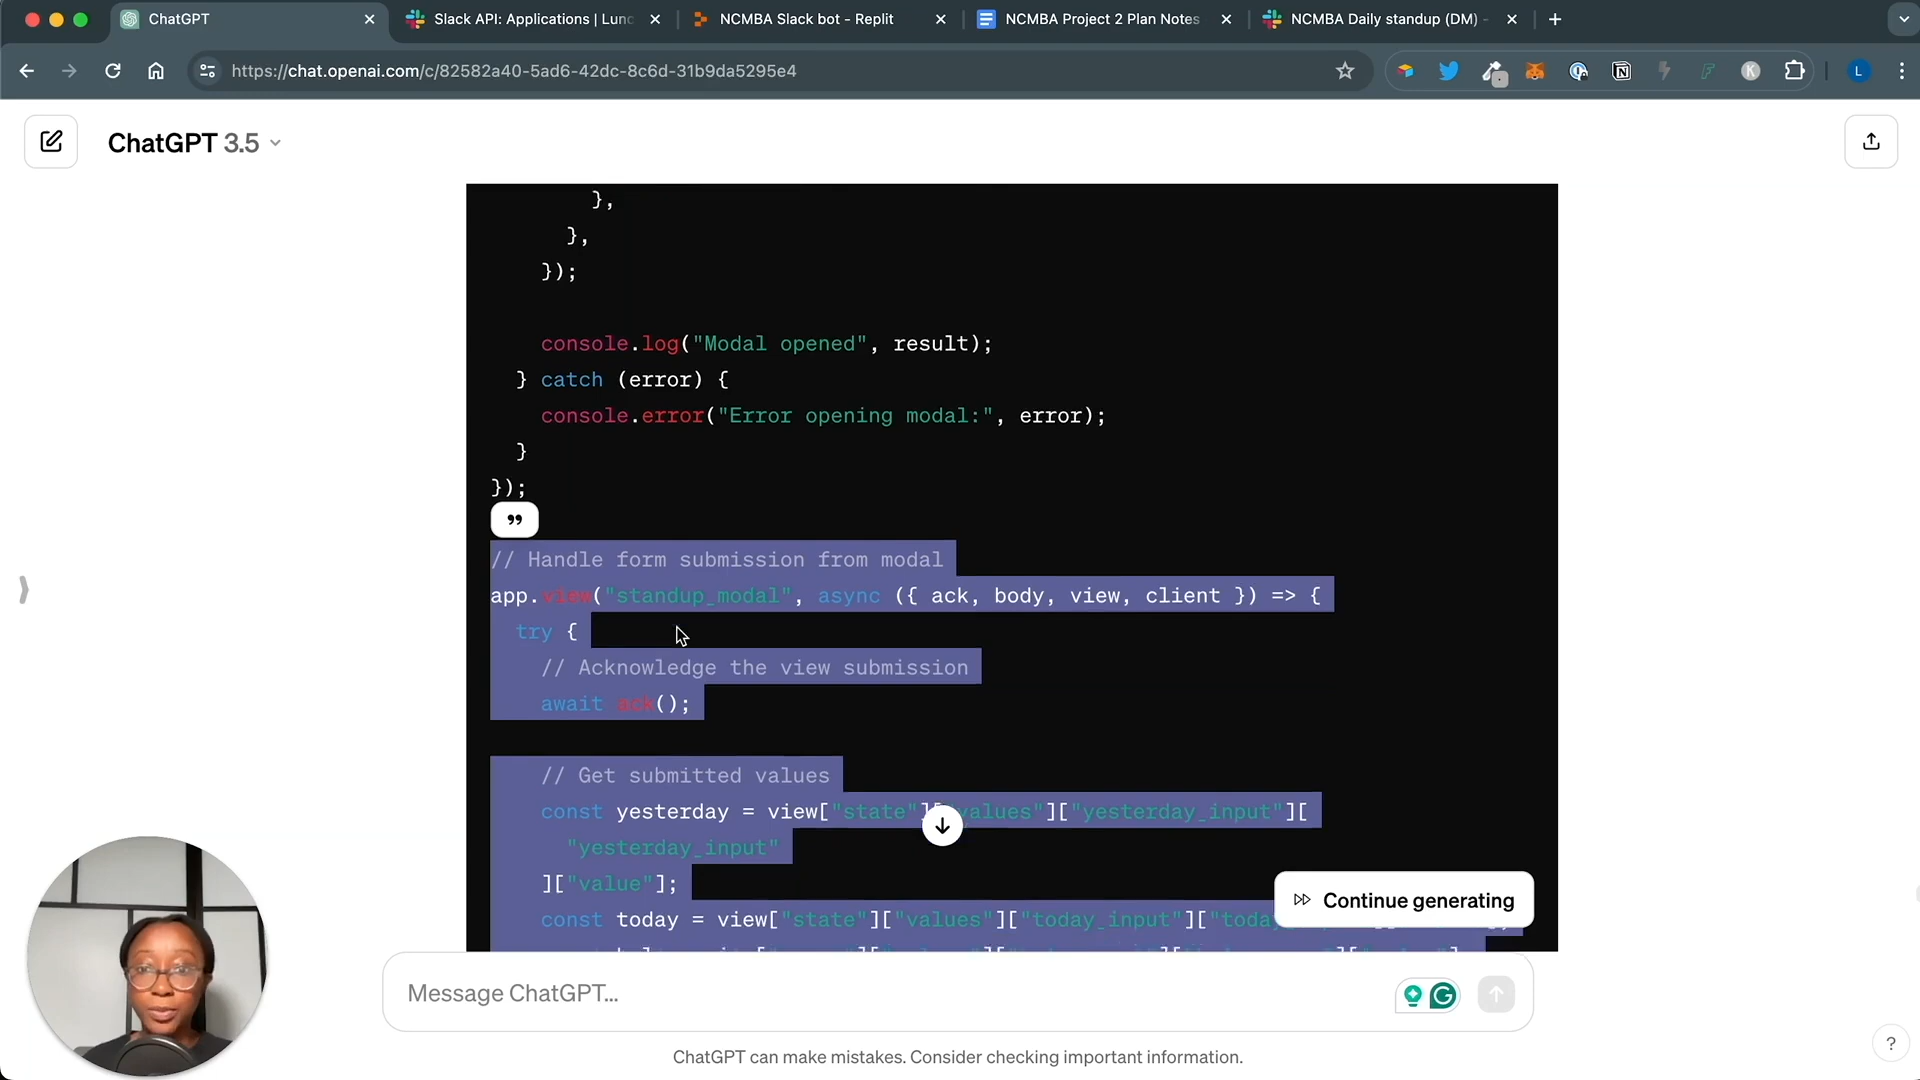 ChatGPT
Slack API: Applications | Lunc
NCMBA Slack bot - Replit
NCMBA Project 2 Plan Notes
NCMBA Daily standup (DM) -
https://chat.openai.com/c/82582a40-5ad6-42dc-8c6d-31b9da5295e4
L
ChatGPT 3.5
},
},
});
console.log("Modal opened", result);
} catch (error) {
console.error("Error opening modal:", error);
}
});
// Handle form submission from modal
app.view("standup_modal", async ({ ack, body, view, client }) => {
try {
// Acknowledge the view submission
await ack();
// Get submitted values
const yesterday = view["state"]["values"]["yesterday_input"][
"yesterday_input"
]["value"];
const today = view["state"]["values"]["today_input"]["today
Continue generating
Message ChatGPT...
ChatGPT can make mistakes. Consider checking important information.
?